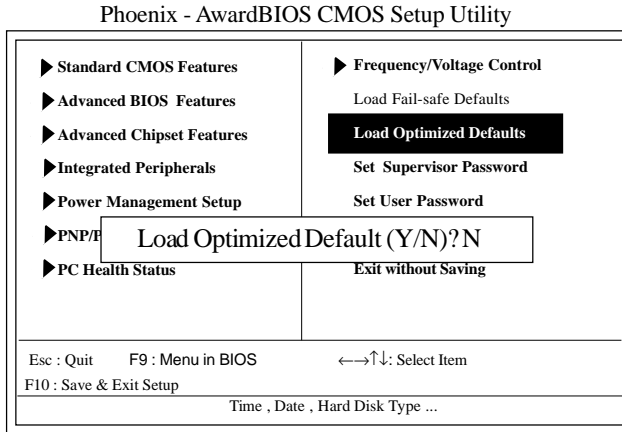 Phoenix - AwardBIOS CMOS Setup Utility
Standard CMOS Features
Advanced BIOS Features
Advanced Chipset Features
Integrated Peripherals
Power Management Setup
PNP/P
PC Health Status
Frequency/Voltage Control
Load Fail-safe Defaults
Load Optimized Defaults
Set Supervisor Password
Set User Password
Exit without Saving
Load Optimized Default (Y/N)? N
Esc : Quit F9 : Menu in BIOS ←→↑↓: Select Item
F10 : Save & Exit Setup
Time , Date , Hard Disk Type ...